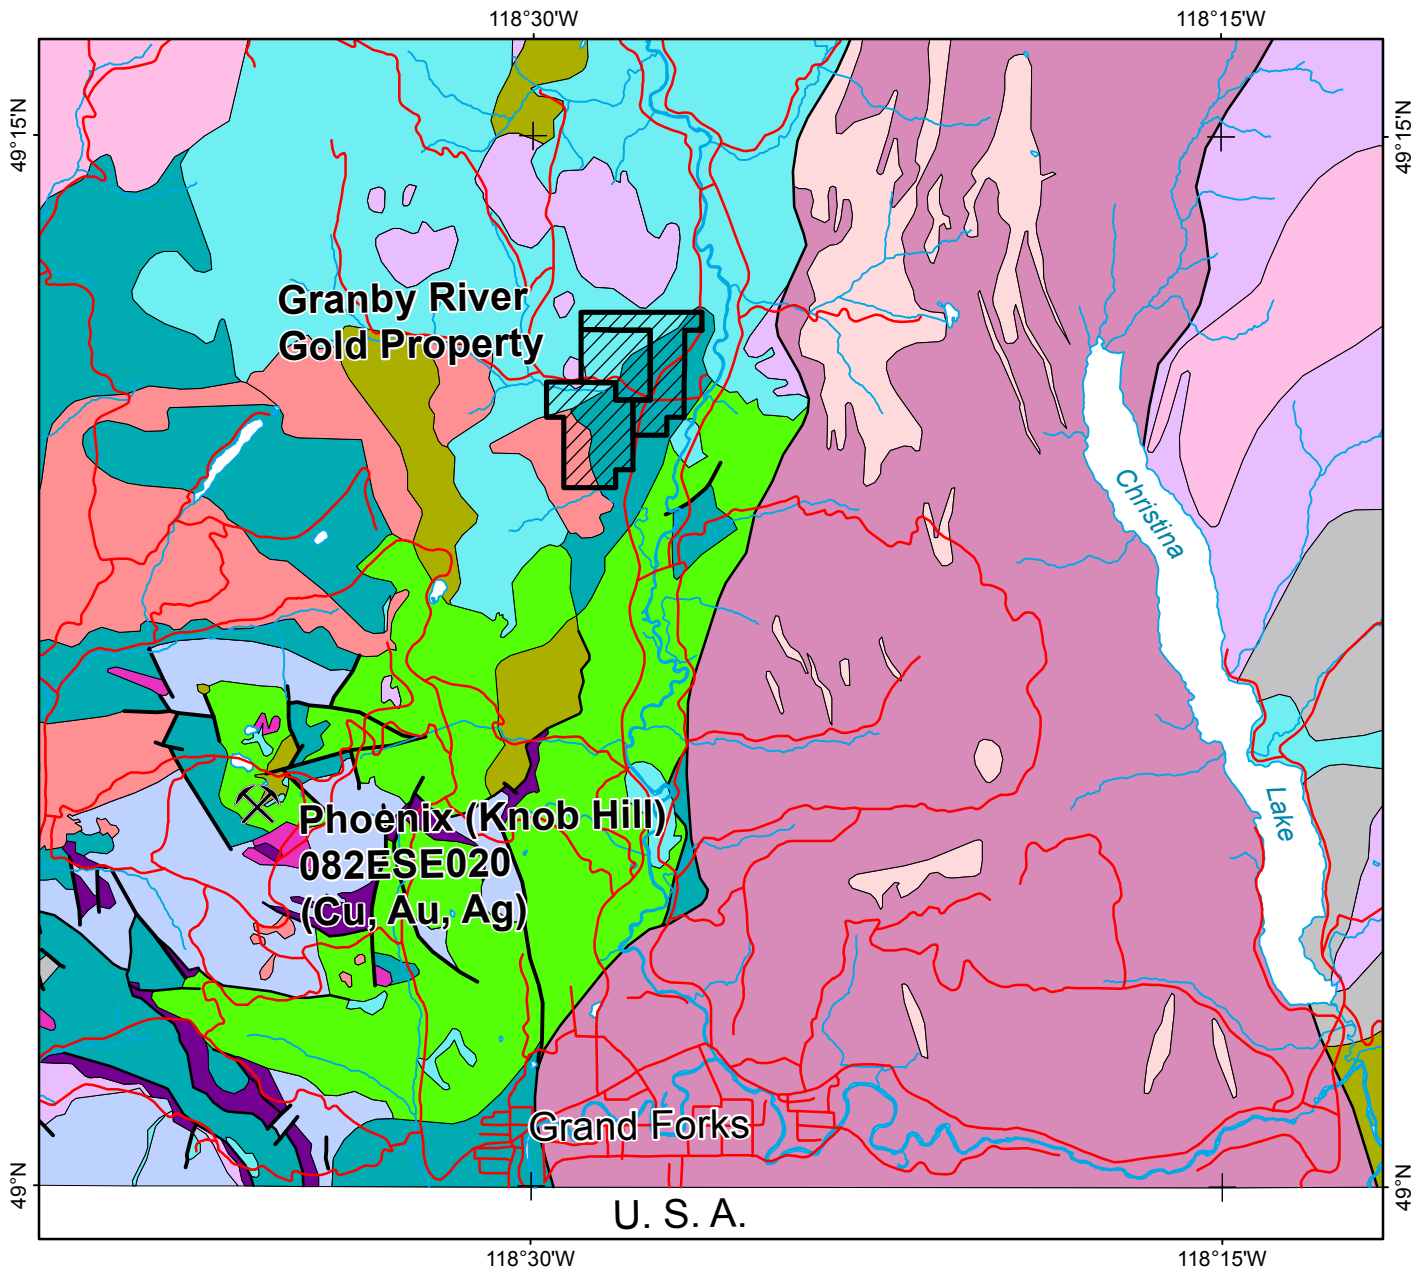 118°30'W
118°15'W
49°15'N
49°15'N
Granby River
Gold Property
Christina
Lake
Phoenix (Knob Hill)
082ESE020
(Cu, Au, Ag)
Grand Forks
49°N
49°N
U. S. A.
118°30'W
118°15'W